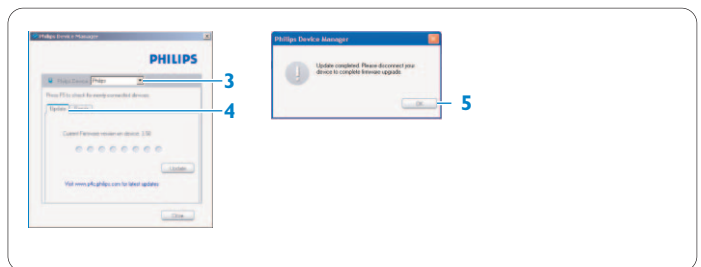 Philips Device Manager
PHILIPS
Philips Device Philips
Press F5 to check for newly connected devices
Update
Current Firmware version on device: 2.00
Update
Visit www.philips.com for latest updates
Close
3
4
Philips Device Manager
Update completed. Please disconnect your
device to complete firmware upgrade
OK
5